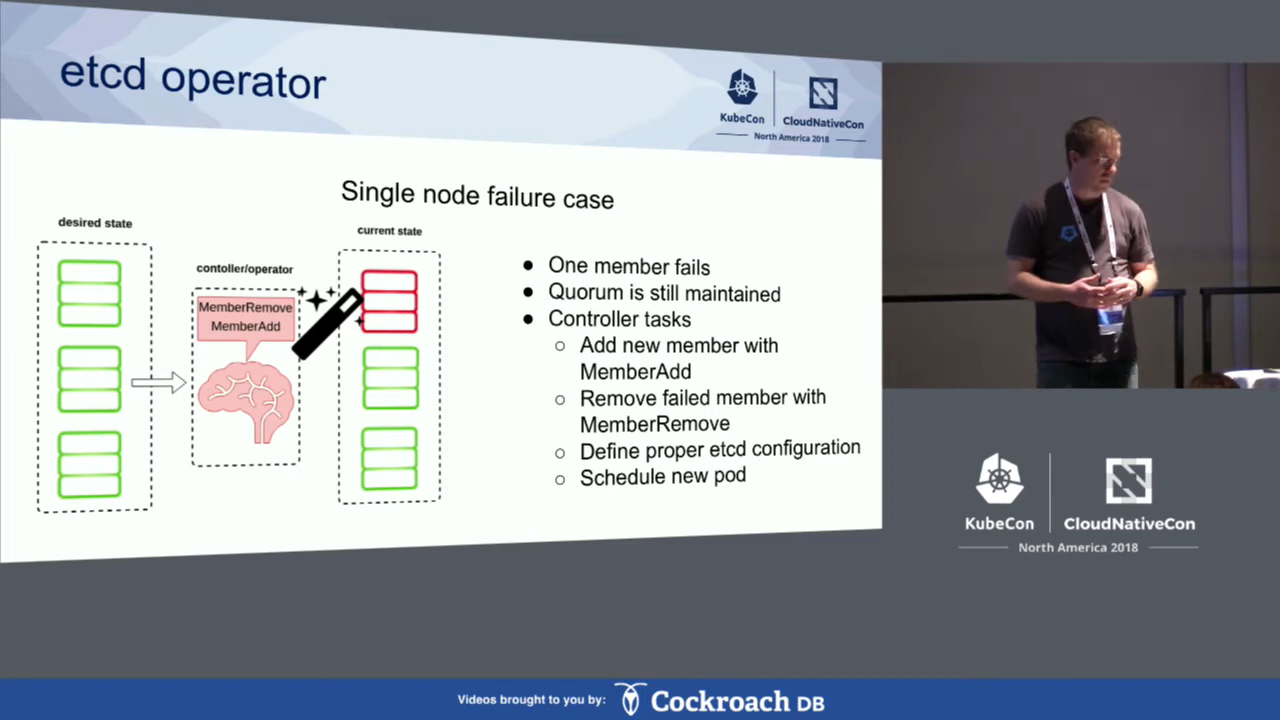 etcd operator
KubeCon
CloudNativeCon
North America 2018
Single node failure case
desired state
contoller/operator
MemberRemove
MemberAdd
current state
● One member fails
● Quorum is still maintained
● Controller tasks
○ Add new member with
MemberAdd
○ Remove failed member with
MemberRemove
○ Define proper etcd configuration
○ Schedule new pod
KubeCon
CloudNativeCon
North America 2018
Videos brought to you by:
Cockroach DB